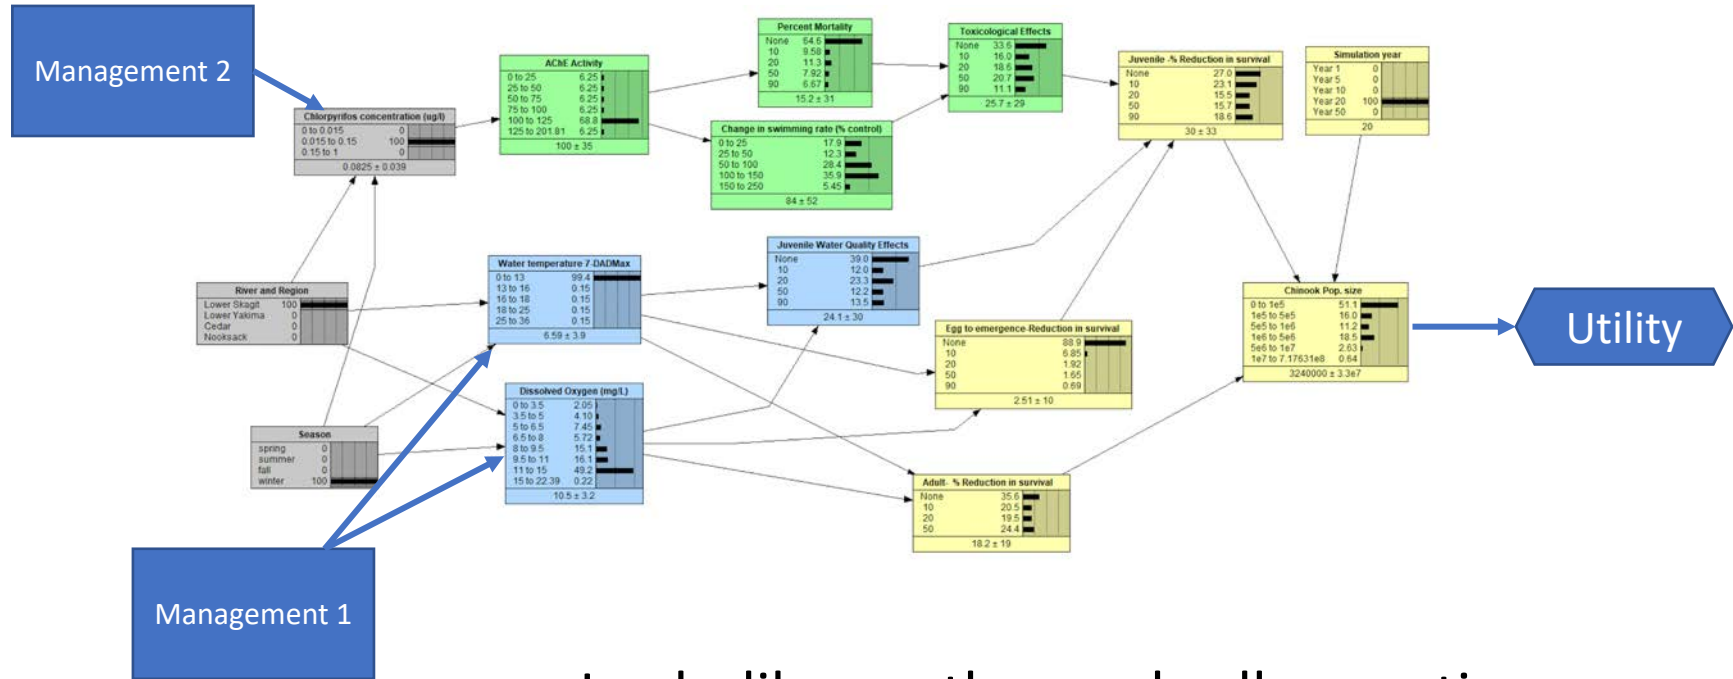 Management 2
Chlorpyrifos concentration (ug/l)
0 to 0.015 0
0.015 to 0.15 100
0.15 to 1 0
0.0825 ± 0.039
AChE Activity
0 to 25 6.25
25 to 50 6.25
50 to 75 6.25
75 to 100 6.25
100 to 125 68.8
125 to 201.81 6.25
100 ± 35
Percent Mortality
None 64.5
10 9.58
20 11.3
50 7.92
90 6.67
15.2 ± 31
Change in swimming rate (% control)
0 to 25 17.9
25 to 50 12.3
50 to 100 28.4
100 to 150 35.9
150 to 250 5.45
84 ± 52
Toxicological Effects
None 33.6
10 16.0
20 18.6
50 20.7
90 11.1
25.7 ± 29
Juvenile -% Reduction in survival
None 27.0
10 23.1
20 15.5
50 15.7
90 18.6
30 ± 33
Simulation year
Year 1 0
Year 5 0
Year 10 0
Year 20 100
Year 50 0
20
River and Region
Lower Skagit 100
Lower Yakima 0
Cedar 0
Nooksack 0
Water temperature 7-DADMax
0 to 13 99.4
13 to 16 0.15
16 to 18 0.15
18 to 25 0.15
25 to 36 0.15
6.59 ± 3.9
Juvenile Water Quality Effects
None 39.0
10 12.0
20 23.3
50 12.2
90 13.5
24.1 ± 30
Egg to emergence-Reduction in survival
None 88.9
10 6.85
20 1.92
50 1.65
90 0.69
2.51 ± 10
Chinook Pop. size
0 to 1e5 51.1
1e5 to 5e5 16.0
5e5 to 1e6 11.2
1e6 to 5e6 18.5
5e6 to 1e7 2.63
1e7 to 7.17631e8 0.64
3240000 ± 3.3e7
Utility
Season
spring 0
summer 0
fall 0
winter 100
Dissolved Oxygen (mg/L)
0 to 3.5 2.05
3.5 to 5 4.10
5 to 6.5 7.45
6.5 to 8 5.72
8 to 9.5 15.1
9.5 to 11 16.1
11 to 15 49.2
15 to 22.39 0.22
10.5 ± 3.2
Adult- % Reduction in survival
None 35.6
10 20.5
20 19.5
50 24.4
18.2 ± 19
Management 1